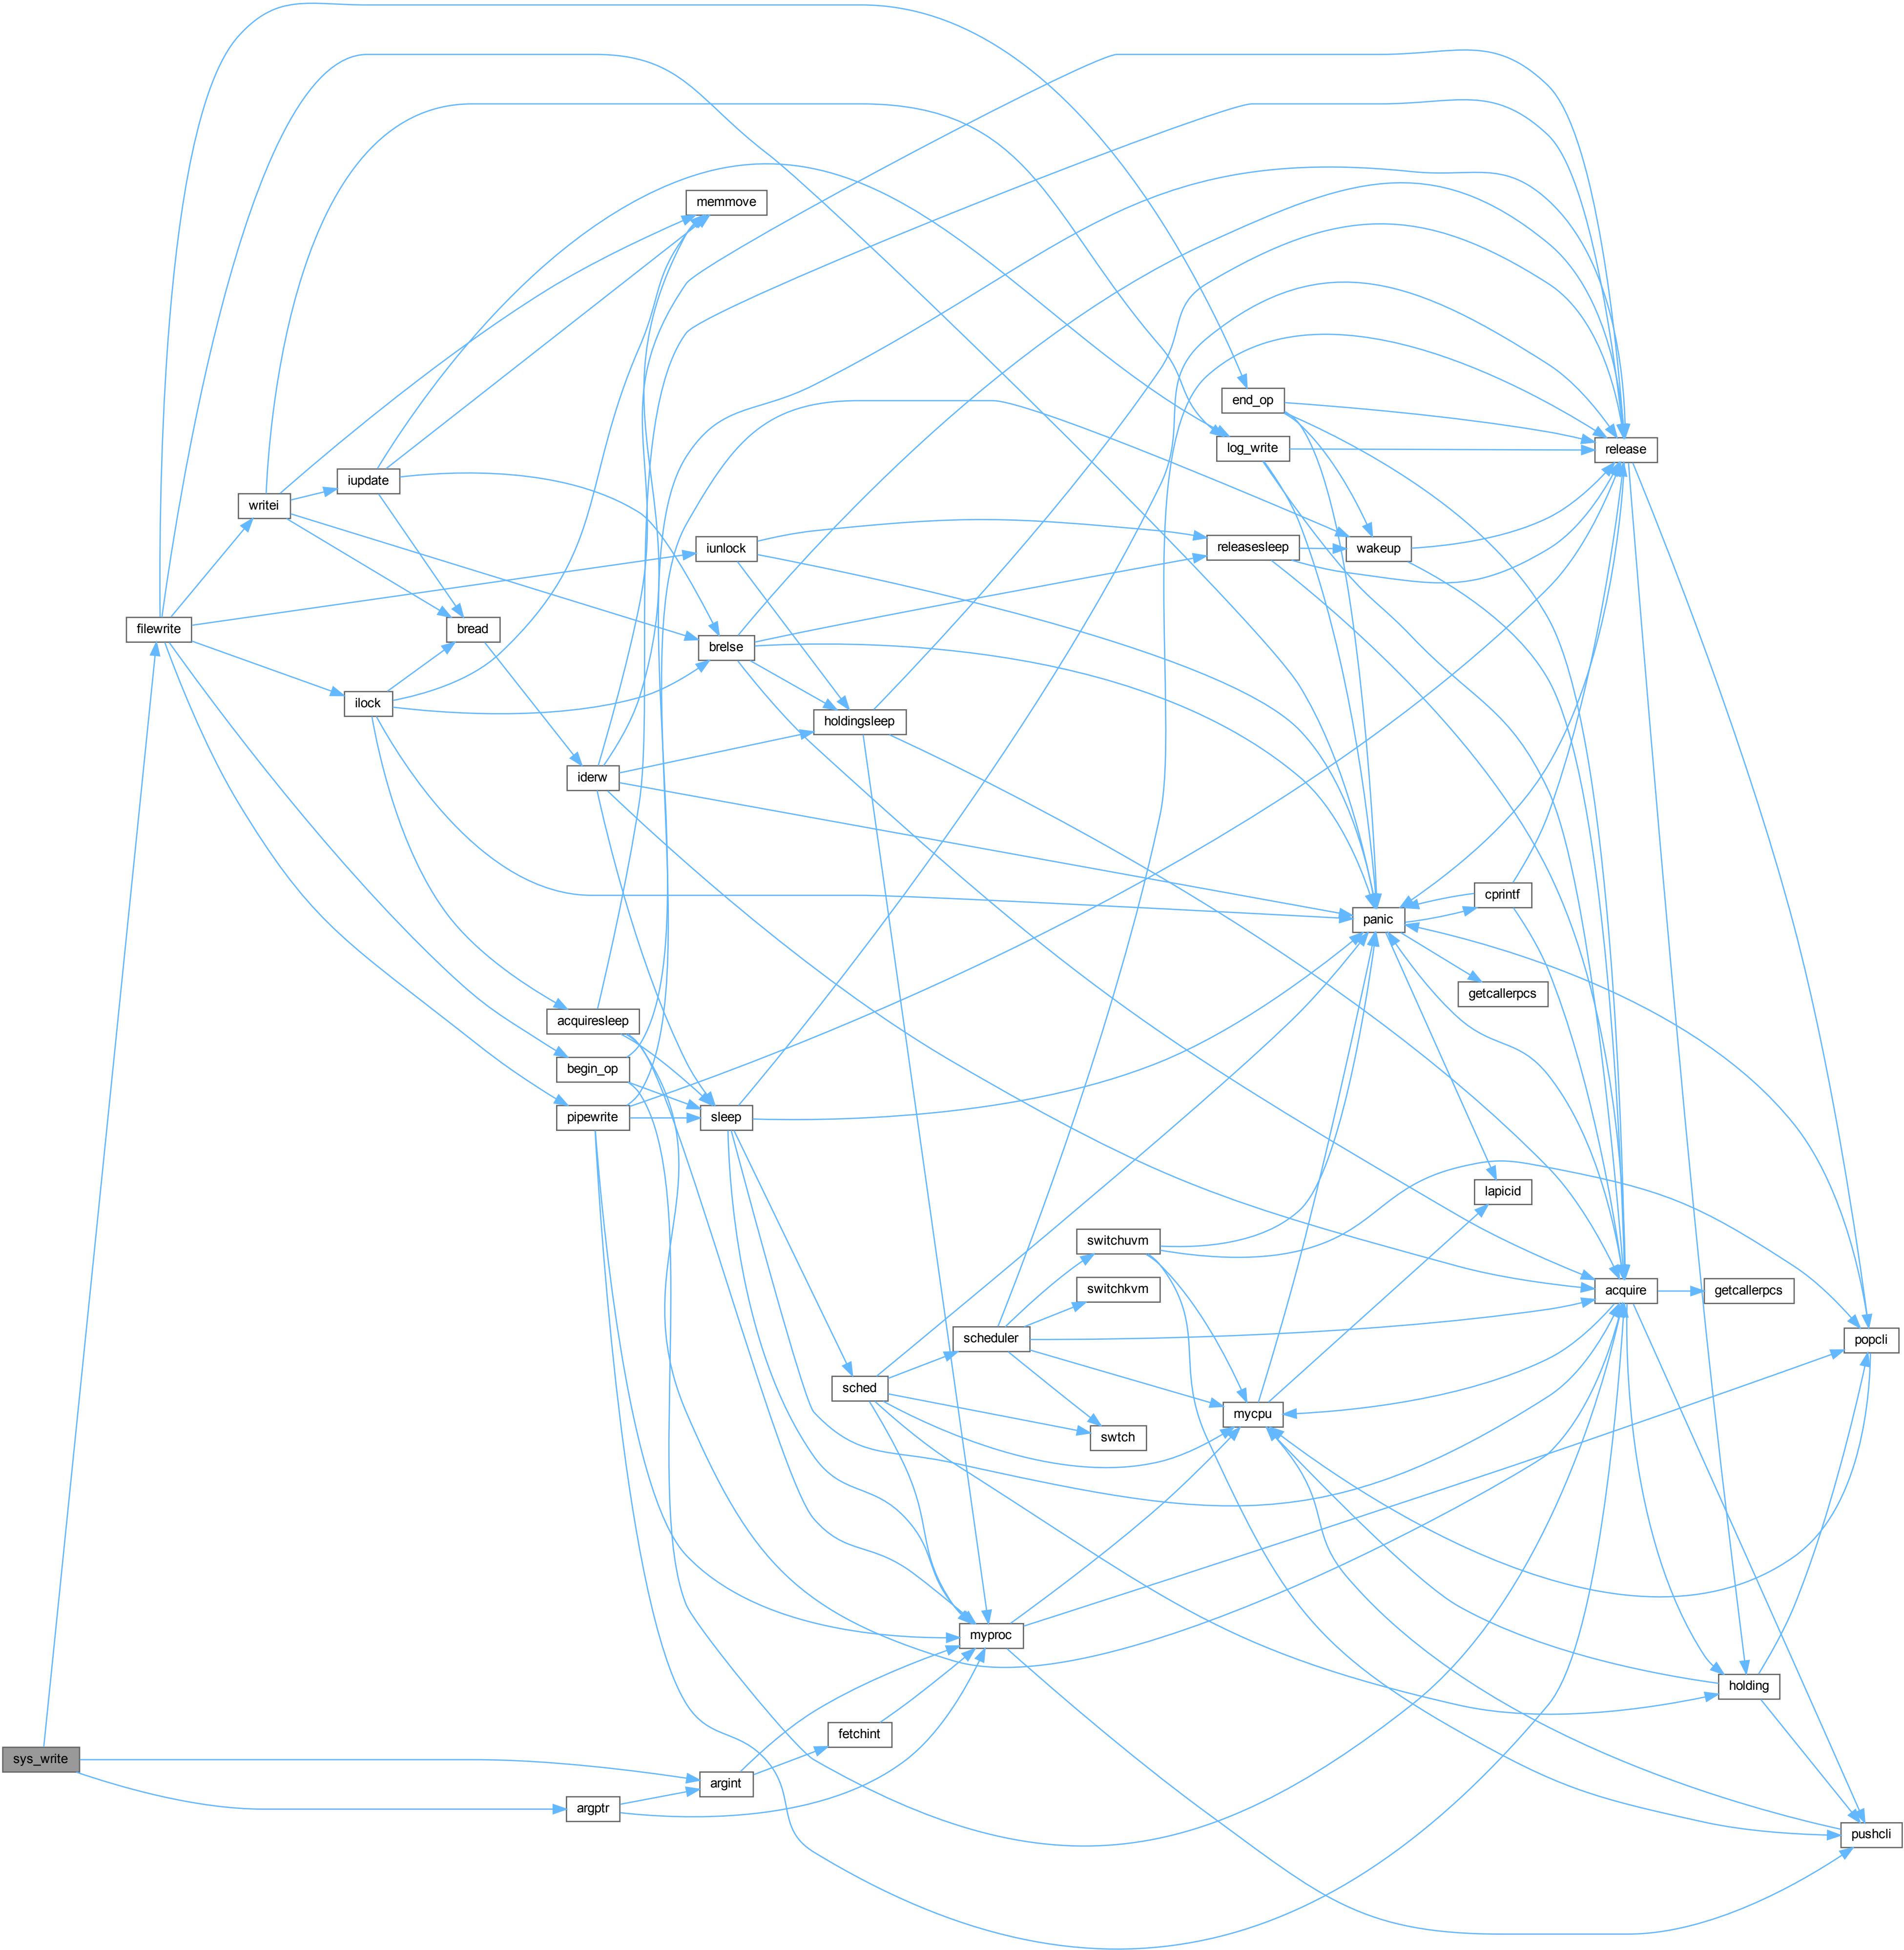 memmove
end_op
log_write
release
iupdate
writei
iunlock
releasesleep
wakeup
filewrite
bread
brelse
ilock
holdingsleep
iderw
cprintf
panic
getcallerpcs
acquiresleep
begin_op
pipewrite
sleep
lapicid
switchuvm
switchkvm
acquire
getcallerpcs
scheduler
popcli
sched
mycpu
swtch
myproc
holding
fetchint
sys_write
argint
argptr
pushcli